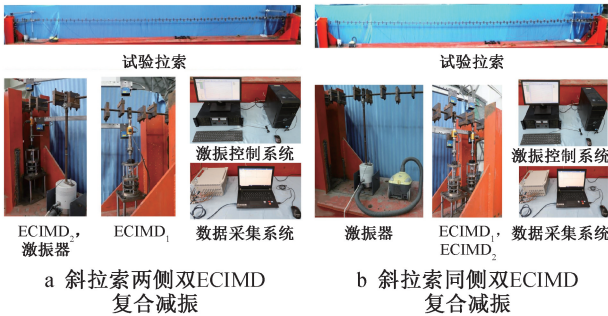 试验拉索
激振控制系统
ECIMD₂，
激振器
ECIMD₁
数据采集系统
a 斜拉索两侧双ECIMD
复合减振
试验拉索
激振控制系统
激振器
ECIMD₁，
ECIMD₂
数据采集系统
b 斜拉索同侧双ECIMD
复合减振